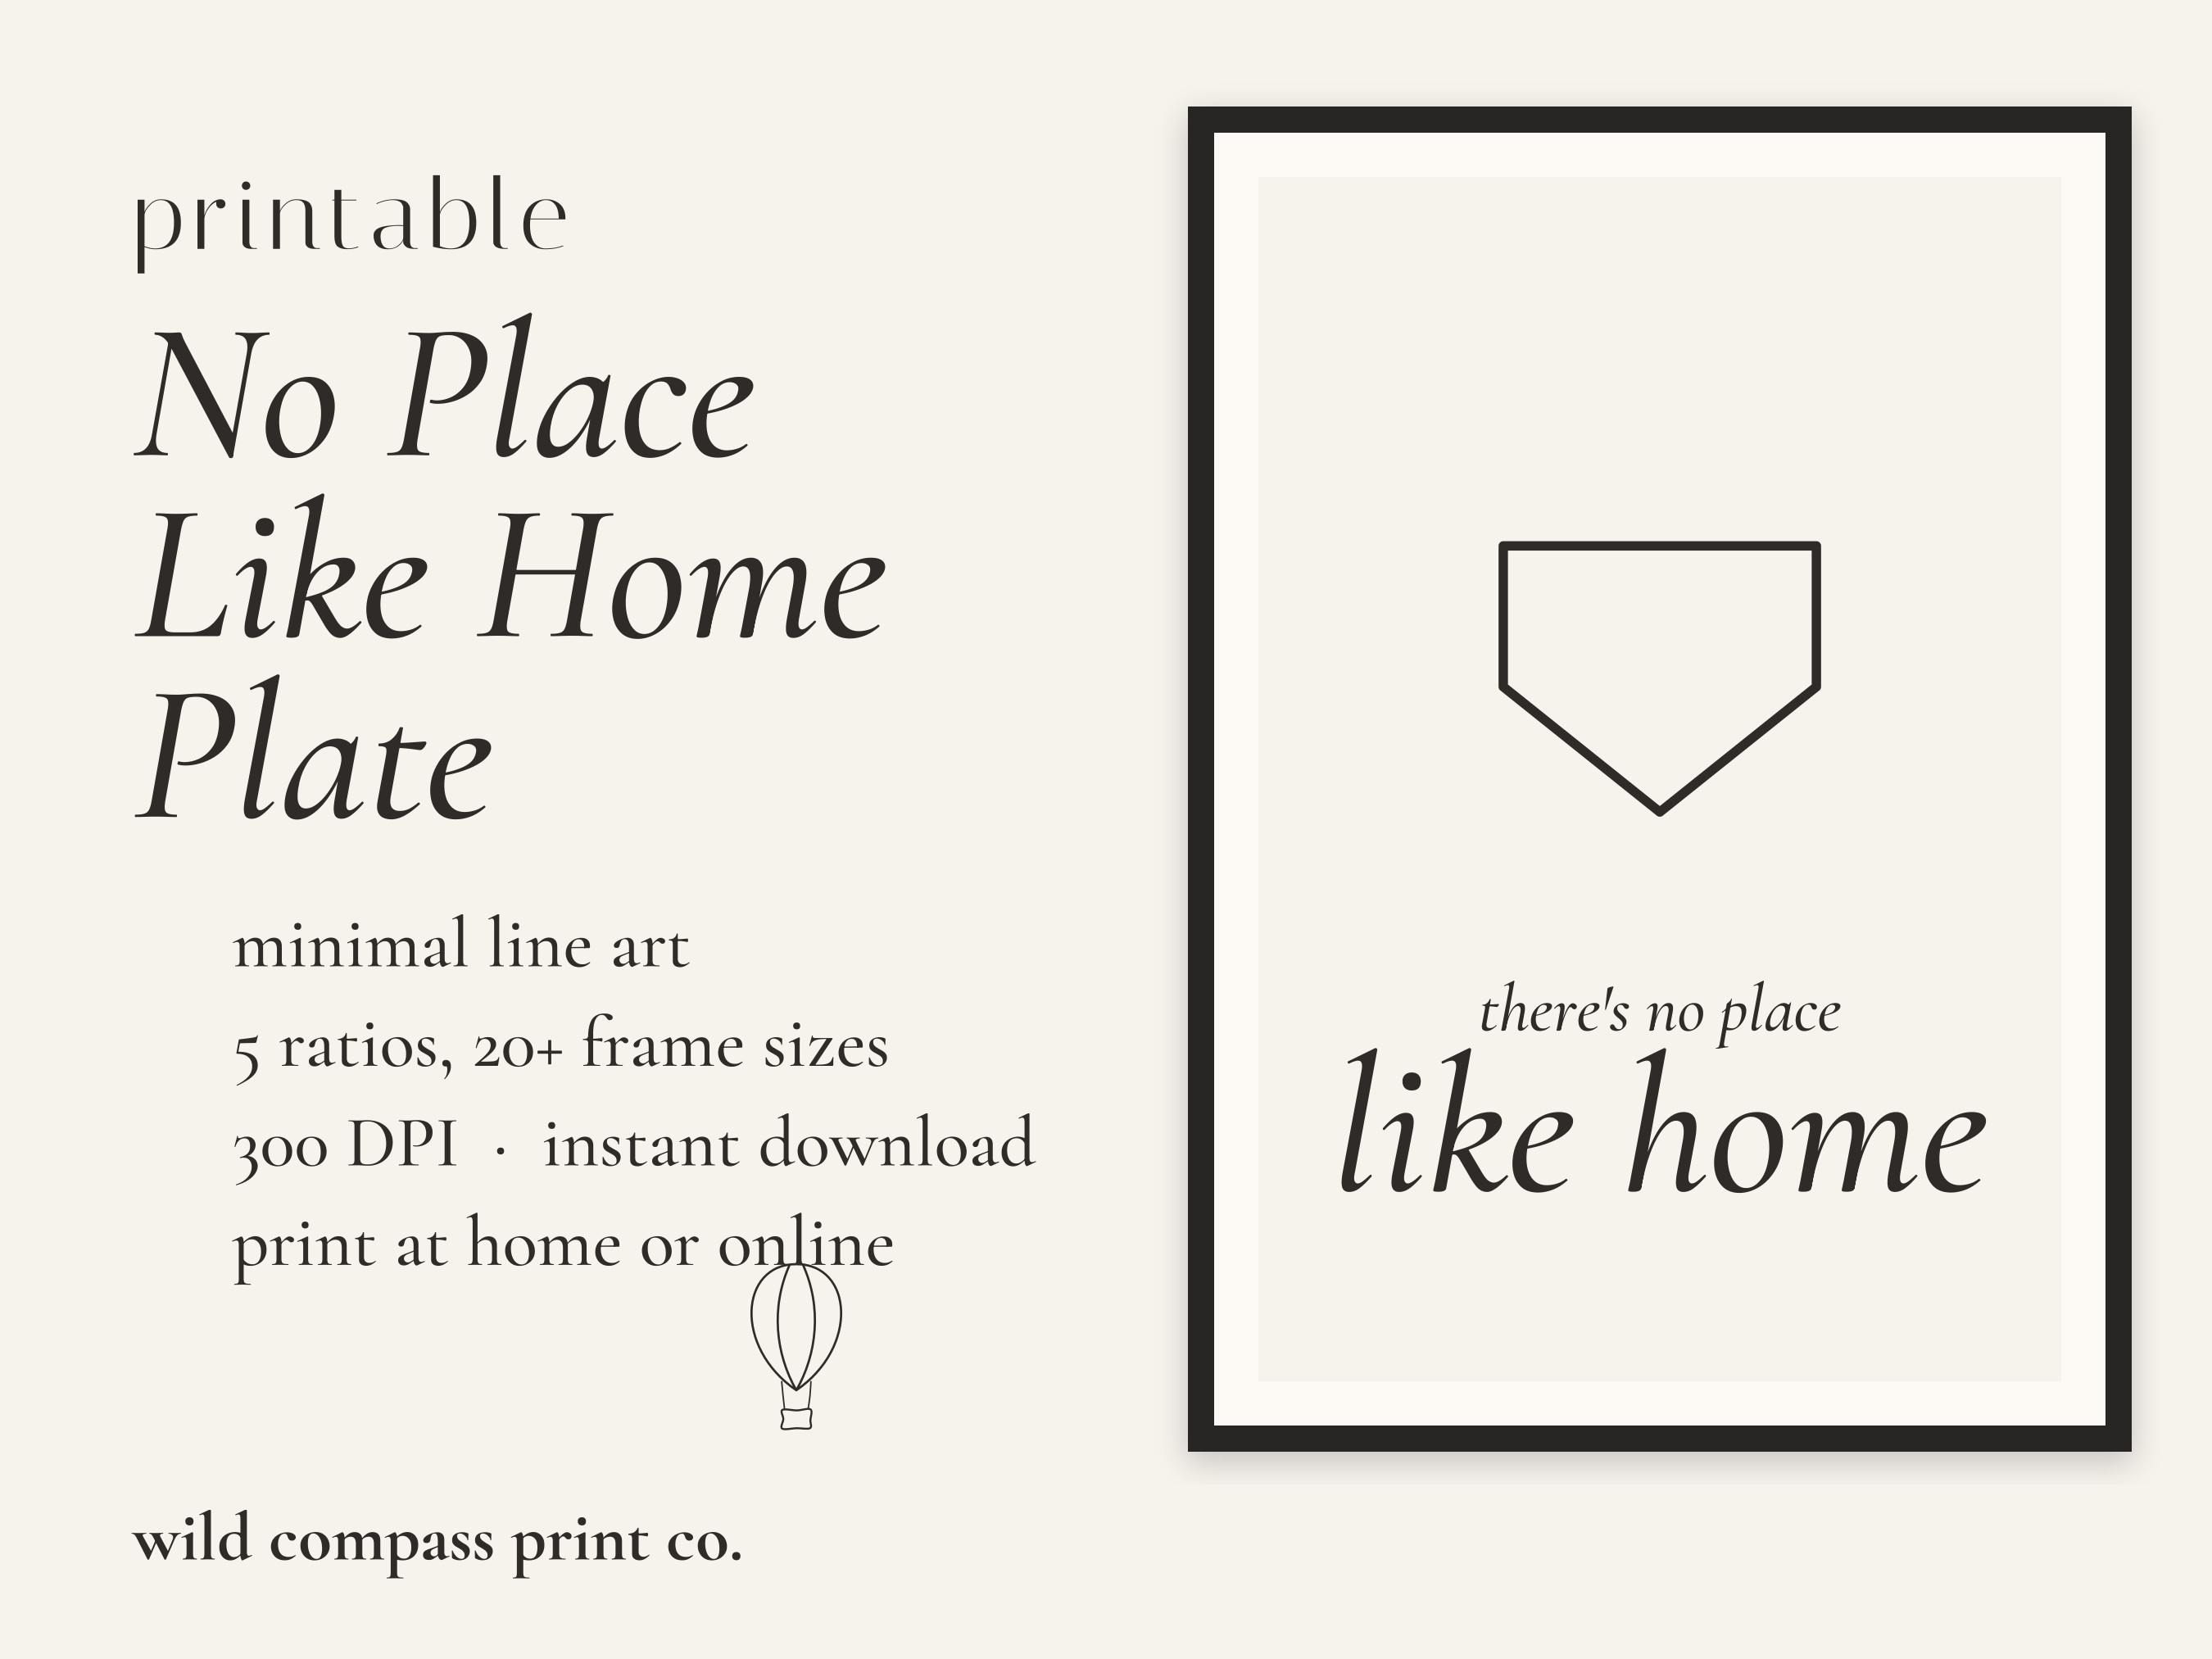 printable
No Place
Like Home
Plate
minimal line art
5 ratios, 20+ frame sizes
300 DPI · instant download
print at home or online
wild compass print co.
there's no place
like home